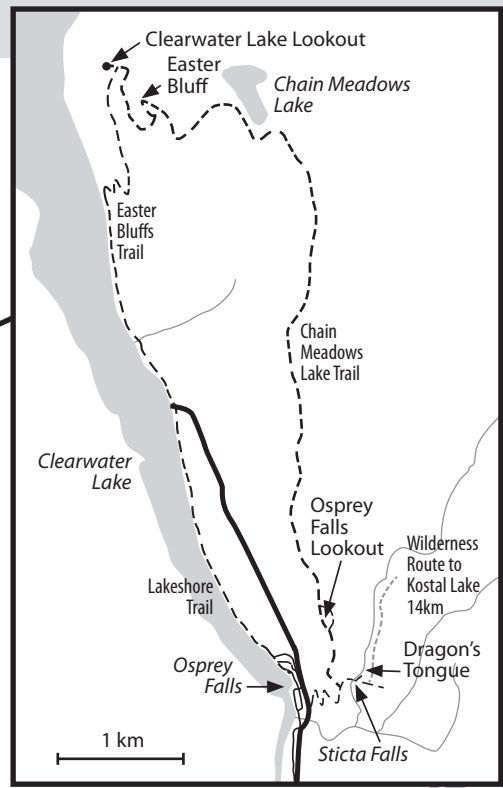 Clearwater Lake Lookout
Easter
Bluff
Chain Meadows
Lake
Easter
Bluffs
Trail
Chain
Meadows
Lake Trail
Clearwater
Lake
Osprey
Falls
Lookout
Wilderness
Route to
Kostal Lake
14km
Lakeshore
Trail
Dragon's
Tongue
Osprey
Falls
Sticta Falls
1 km